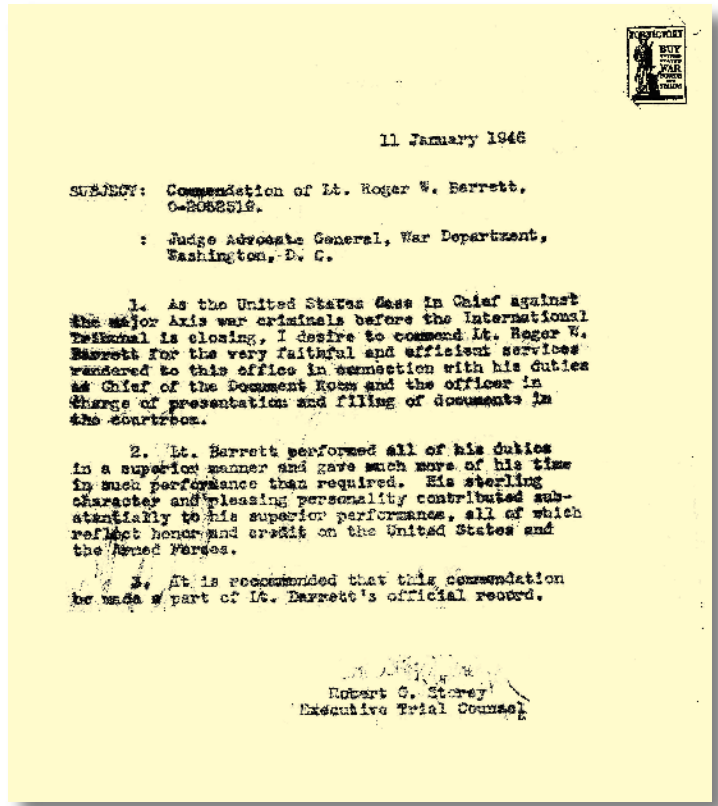 FOR VICTORY
BUY
UNITED
STATES
WAR
BONDS
AND
STAMPS
11 January 1946
SUBJECT: Commendation of Lt. Roger W. Barrett,
O-2052519.
: Judge Advocate General, War Department,
Washington, D. C.
1. As the United States Case in Chief against
the major Axis war criminals before the International
Tribunal is closing, I desire to commend Lt. Roger W.
Barrett for the very faithful and efficient services
rendered to this office in connection with his duties
as Chief of the Document Room and the officer in
charge of presentation and filing of documents in
the courtroom.
2. Lt. Barrett performed all of his duties
in a superior manner and gave much more of his time
in such performance than required. His sterling
character and pleasing personality contributed sub-
stantially to his superior performance, all of which
reflect honor and credit on the United States and
the Armed Forces.
3. It is recommended that this commendation
be made a part of Lt. Barrett's official record.
Robert G. Storey
Executive Trial Counsel